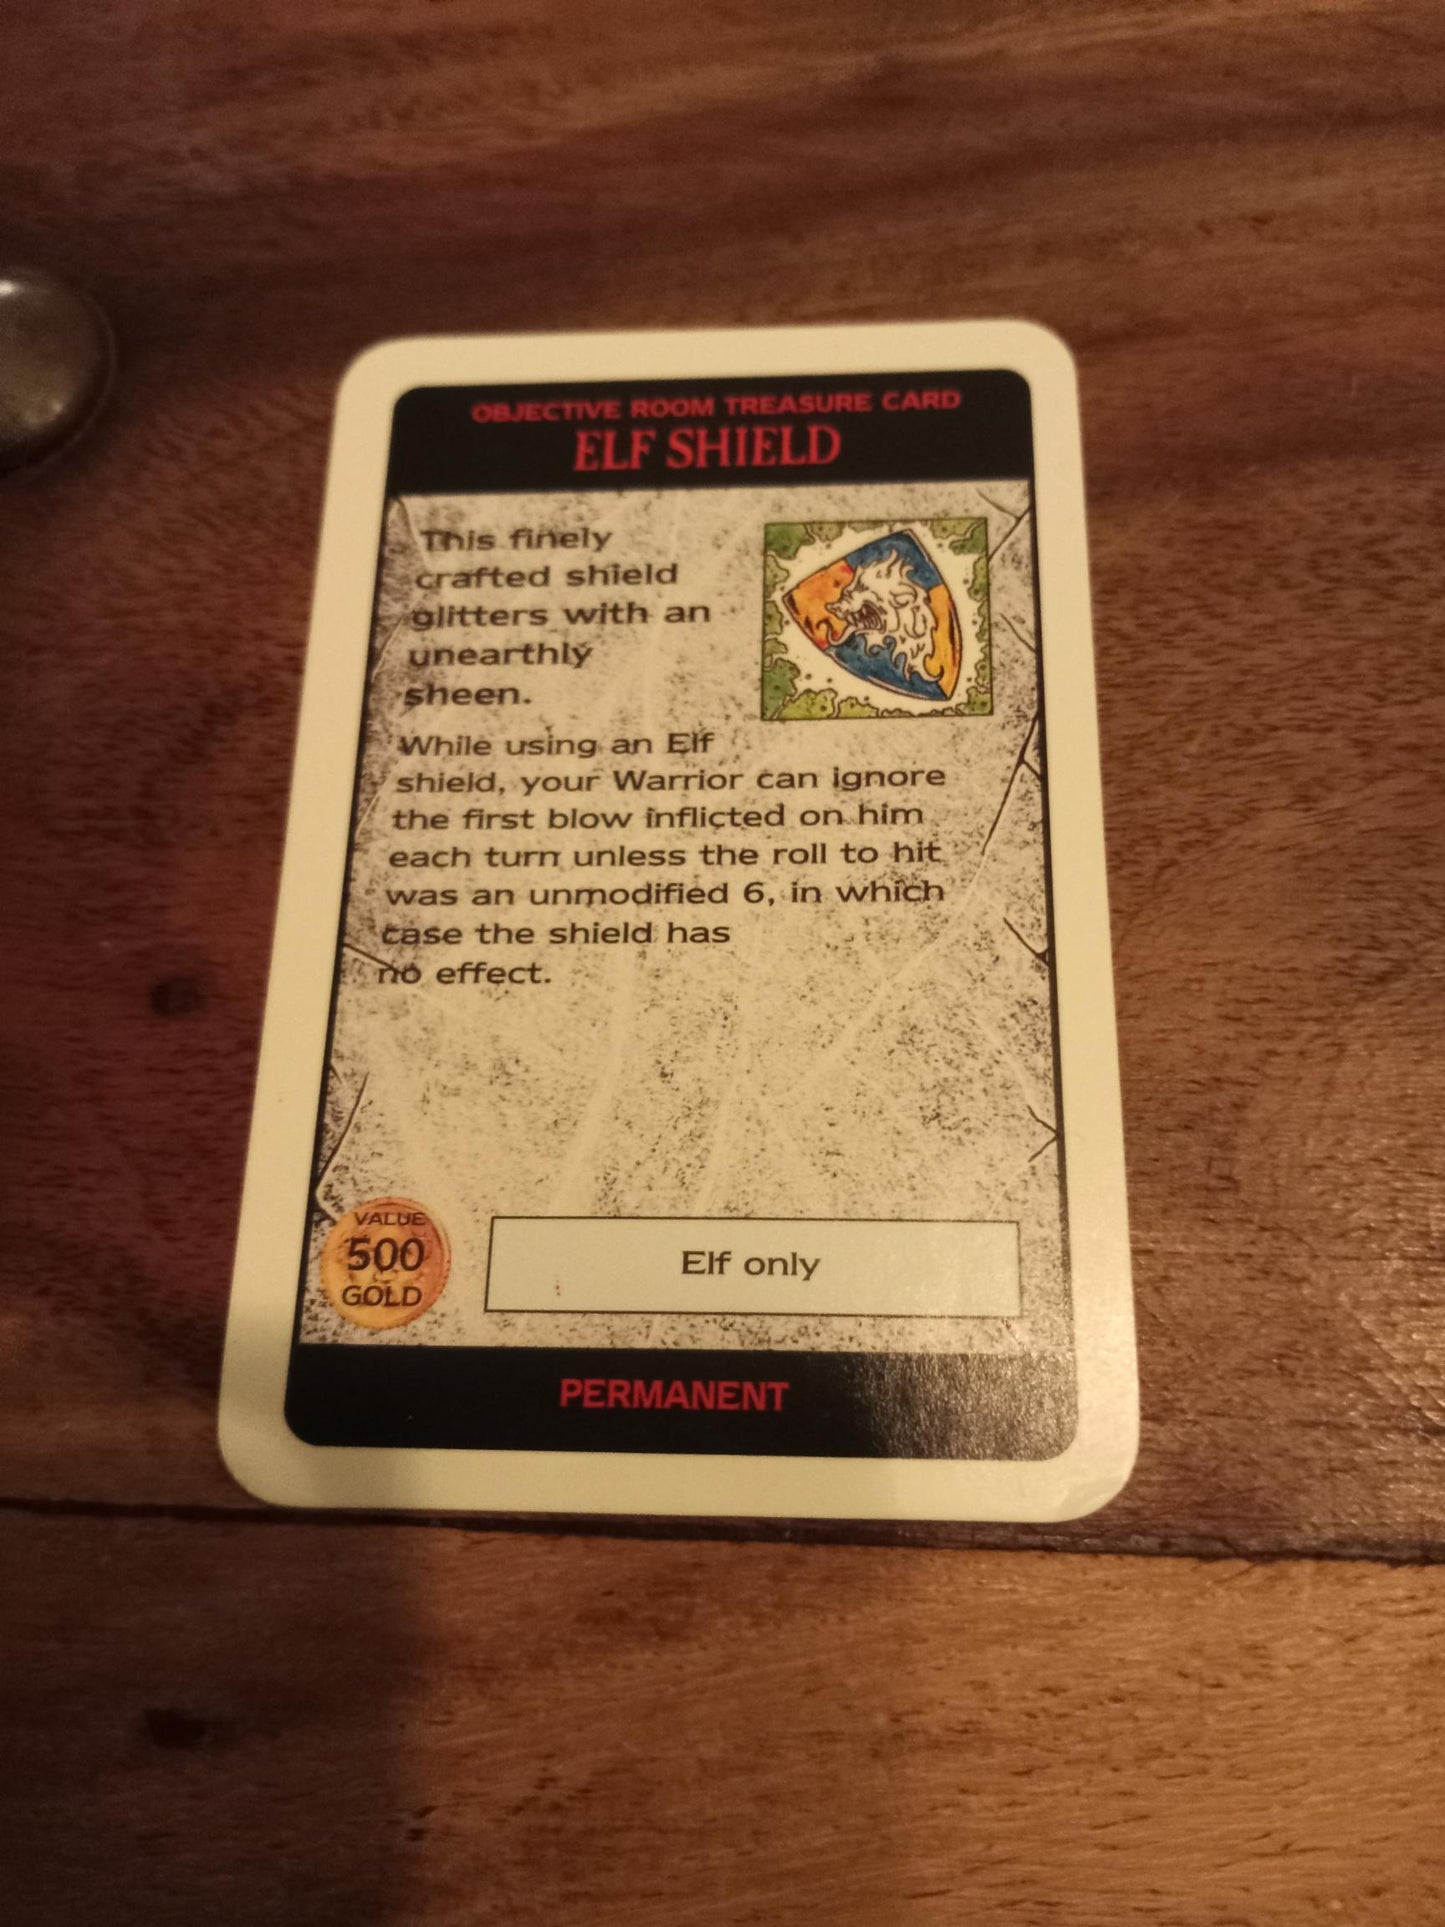 OBJECTIVE ROOM TREASURE CARD
ELF SHIELD
This finely
crafted shield
glitters with an
unearthly
sheen.
While using an Elf
shield, your Warrior can ignore
the first blow inflicted on him
each turn unless the roll to hit
was an unmodified 6, in which
case the shield has
no effect.
VALUE
500
GOLD
Elf only
PERMANENT